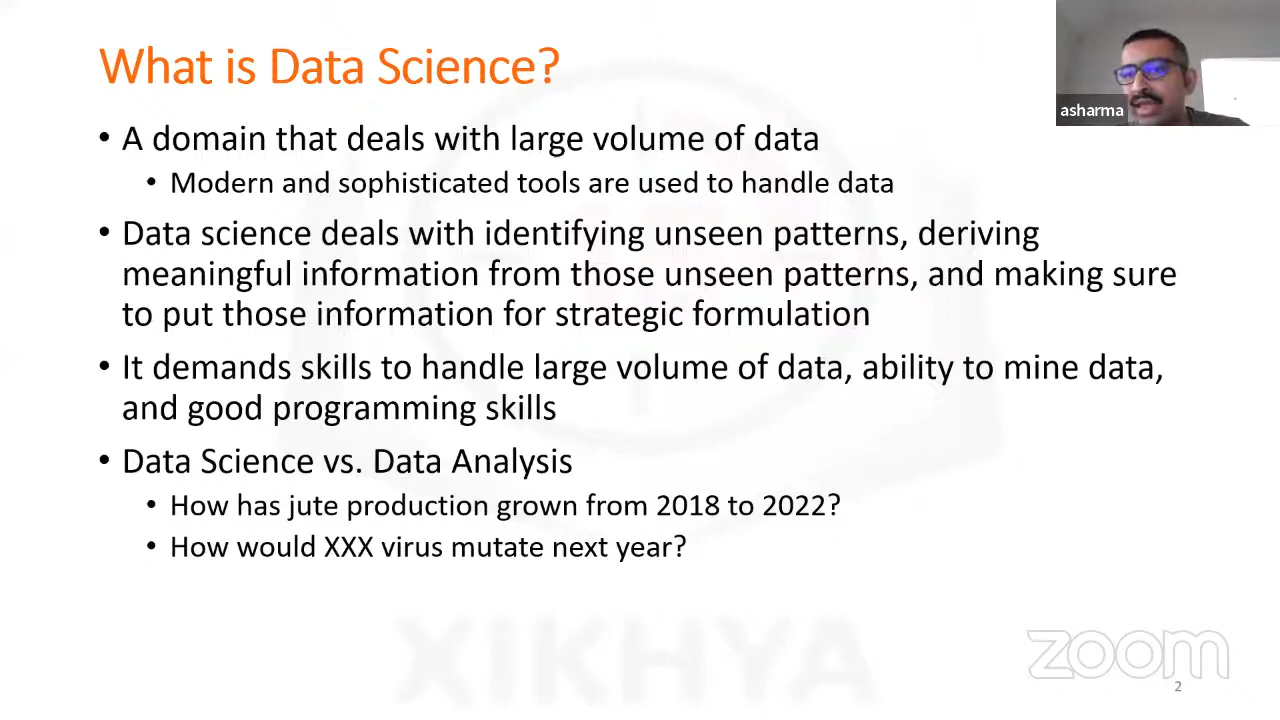 What is Data Science?
asharma
• A domain that deals with large volume of data
• Modern and sophisticated tools are used to handle data
• Data science deals with identifying unseen patterns, deriving
meaningful information from those unseen patterns, and making sure
to put those information for strategic formulation
• It demands skills to handle large volume of data, ability to mine data,
and good programming skills
• Data Science vs. Data Analysis
• How has jute production grown from 2018 to 2022?
• How would XXX virus mutate next year?
XIKHYA
zoom
2